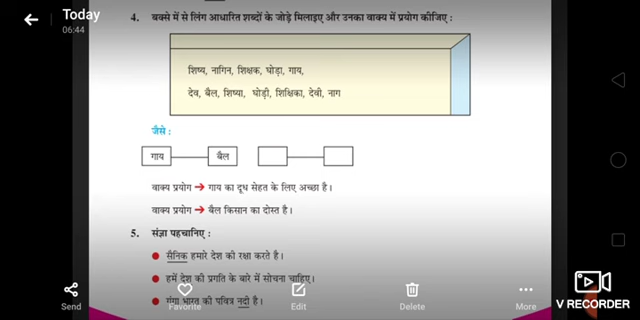 Today
06:44
4. बक्से में से लिंग आधारित शब्दों के जोड़े मिलाइए और उनका वाक्य में प्रयोग कीजिए :
शिष्य, नागिन, शिक्षक, घोड़ा, गाय,
देव, बैल, शिष्या, घोड़ी, शिक्षिका, देवी, नाग
जैसे :
गाय बैल
वाक्य प्रयोग → गाय का दूध सेहत के लिए अच्छा है।
वाक्य प्रयोग → बैल किसान का दोस्त है।
5. संज्ञा पहचानिए :
सैनिक हमारे देश की रक्षा करते है।
हमें देश की प्रगति के बारे में सोचना चाहिए।
गंगा भारत की पवित्र नदी है।
Send
Favorite
Edit
Delete
More
V RECORDER